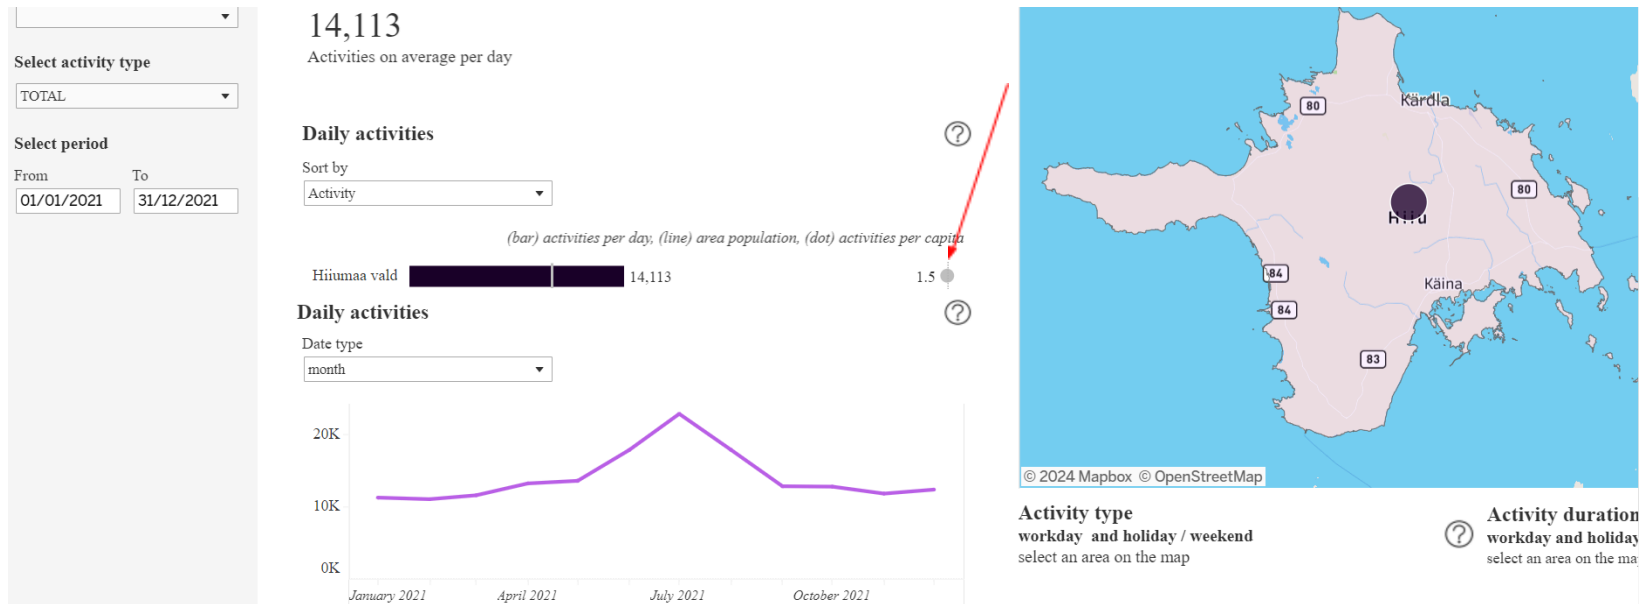 14,113
Activities on average per day
Select activity type
TOTAL
Select period
From To
01/01/2021 31/12/2021
Daily activities ?
Sort by
Activity
(bar) activities per day, (line) area population, (dot) activities per capita
Hiiumaa vald 14,113 1.5
Daily activities ?
Date type
month
20K
10K
0K
January 2021 April 2021 July 2021 October 2021
80
Kärdla
80
Hiiu
84
Käina
84
83
© 2024 Mapbox © OpenStreetMap
Activity type
workday and holiday / weekend
select an area on the map
?
Activity duration
workday and holiday
select an area on the